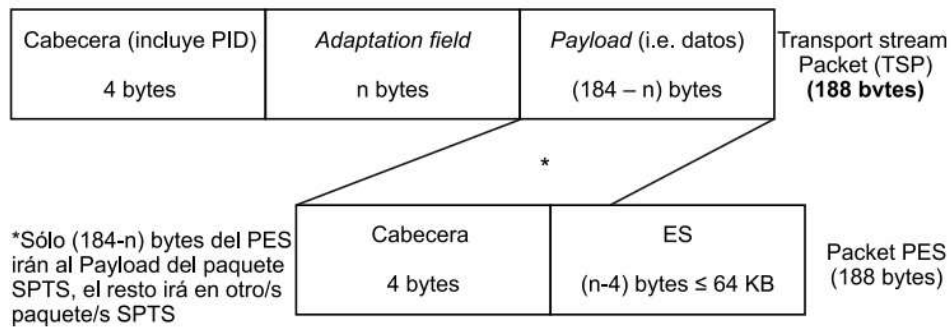 Cabecera (incluye PID)
4 bytes
Adaptation field
n bytes
Payload (i.e. datos)
(184 – n) bytes
Transport stream
Packet (TSP)
(188 bytes)
*
*Sólo (184-n) bytes del PES
irán al Payload del paquete
SPTS, el resto irá en otro/s
paquete/s SPTS
Cabecera
4 bytes
ES
(n-4) bytes ≤ 64 KB
Packet PES
(188 bytes)